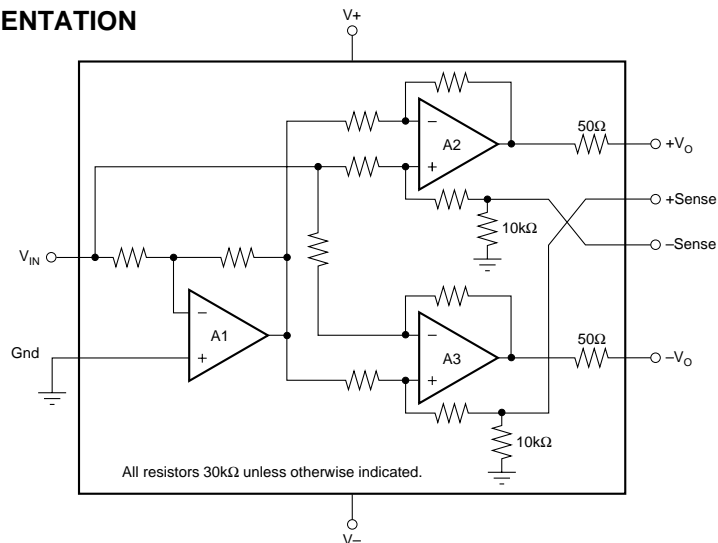 ENTATION
V+
50Ω
+VO
A2
−
+
+Sense
−Sense
10kΩ
VIN
A1
−
+
Gnd
A3
−
+
50Ω
−VO
10kΩ
All resistors 30kΩ unless otherwise indicated.
V−